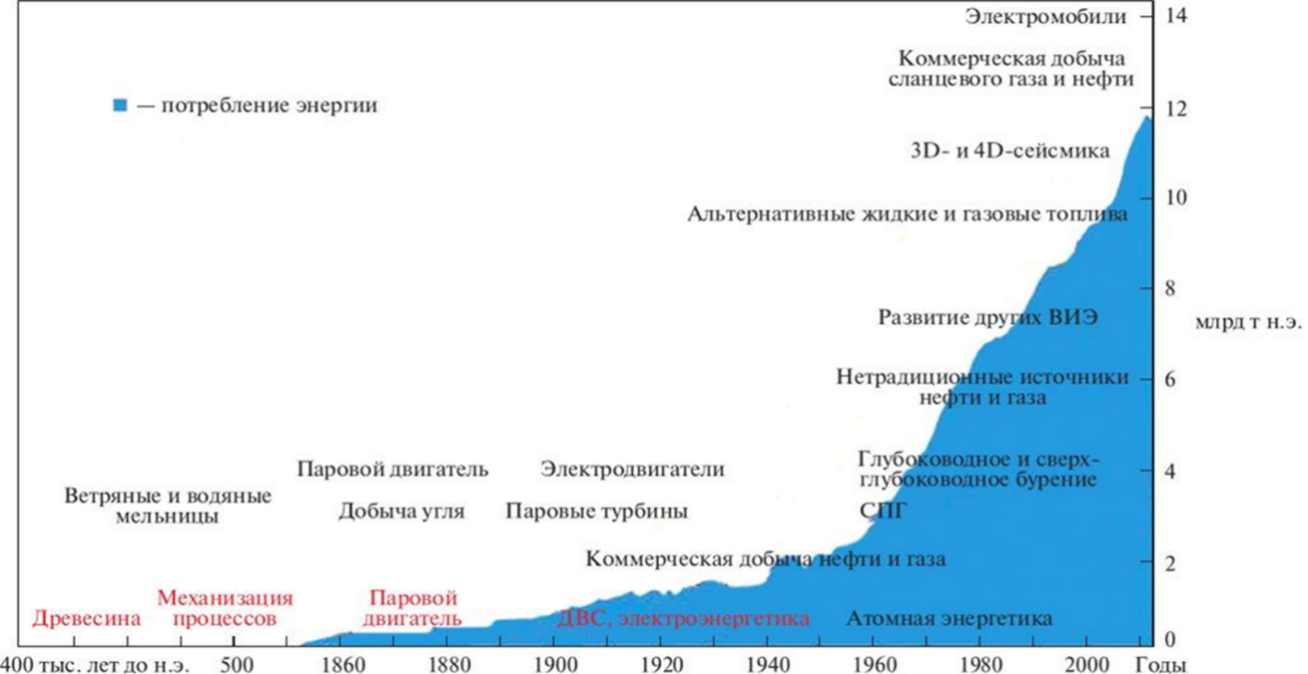 Электромобили
14
Коммерческая добыча
сланцевого газа и нефти
— потребление энергии
12
3D- и 4D-сейсмика
10
Альтернативные жидкие и газовые топлива
8
Развитие других ВИЭ
млрд т н.э.
Нетрадиционные источники
нефти и газа
6
Паровой двигатель
Электродвигатели
Глубоководное и сверх-
глубоководное бурение
4
Ветряные и водяные
мельницы
Добыча угля
Паровые турбины
СПГ
Коммерческая добыча нефти и газа
2
Древесина
Механизация
процессов
Паровой
двигатель
ДВС, электроэнергетика
Атомная энергетика
0
400 тыс. лет до н.э. 500 1860 1880 1900 1920 1940 1960 1980 2000 Годы